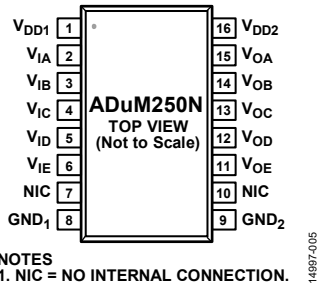 VDD1 1 16 VDD2
VIA 2 15 VOA
VIB 3 14 VOB
VIC 4 ADuM250N 13 VOC
TOP VIEW
VID 5 (Not to Scale) 12 VOD
VIE 6 11 VOE
NIC 7 10 NIC
GND1 8 9 GND2
NOTES
1. NIC = NO INTERNAL CONNECTION.
14997-005